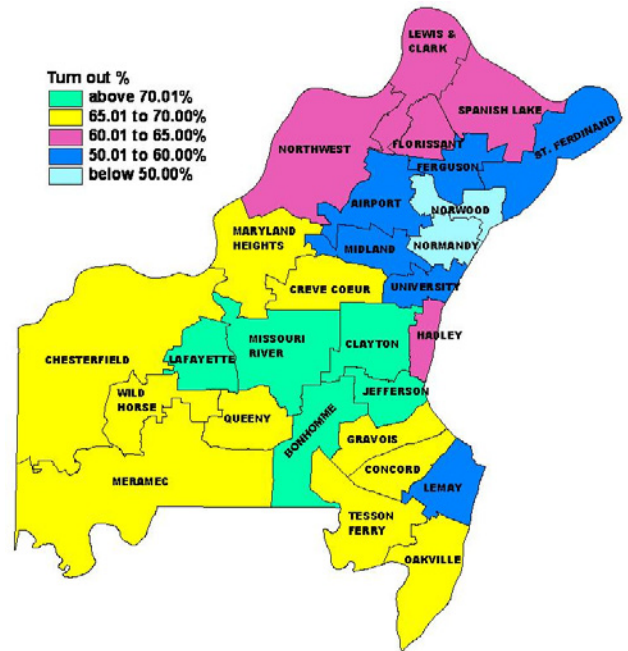 Turn out %
above 70.01%
65.01 to 70.00%
60.01 to 65.00%
50.01 to 60.00%
below 50.00%
LEWIS &
CLARK
SPANISH LAKE
NORTHWEST
FLORISSANT
ST. FERDINAND
FERGUSON
AIRPORT
NORWOOD
MARYLAND
HEIGHTS
MIDLAND
NORMANDY
CREVE COEUR
UNIVERSITY
CHESTERFIELD
LAFAYETTE
MISSOURI
RIVER
CLAYTON
HADLEY
WILD
HORSE
QUEENY
BONHOMME
JEFFERSON
GRAVOIS
MERAMEC
CONCORD
LEMAY
TESSON
FERRY
OAKVILLE